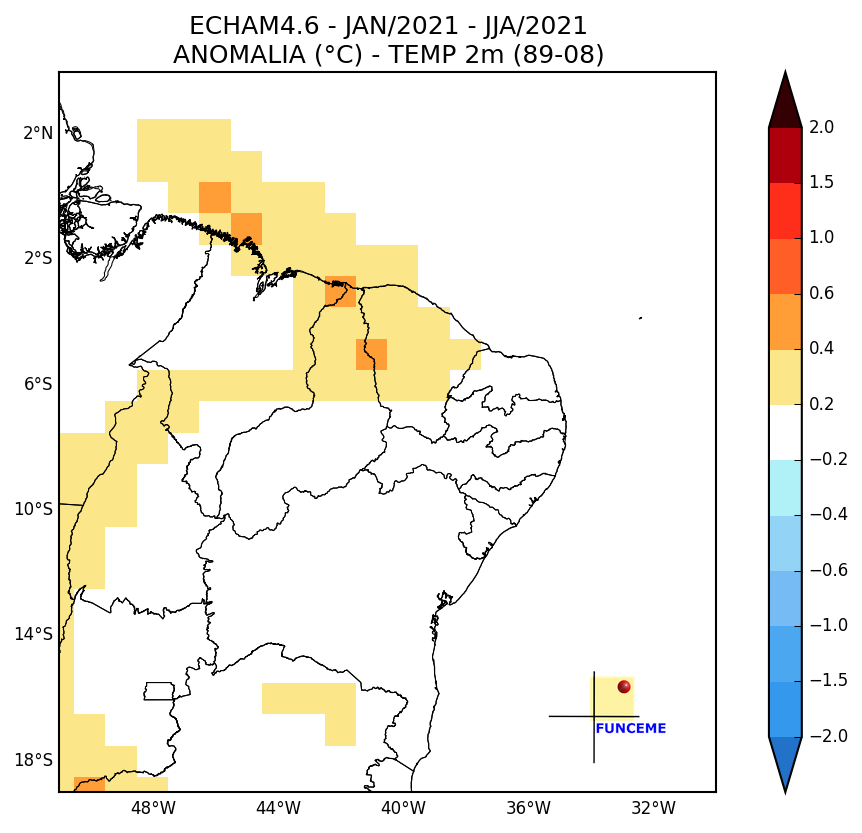 ECHAM4.6 - JAN/2021 - JJA/2021
ANOMALIA (°C) - TEMP 2m (89-08)
2°N
2°S
6°S
10°S
14°S
18°S
48°W 44°W 40°W 36°W 32°W
2.0
1.5
1.0
0.6
0.4
0.2
−0.2
−0.4
−0.6
−1.0
−1.5
−2.0
FUNCEME